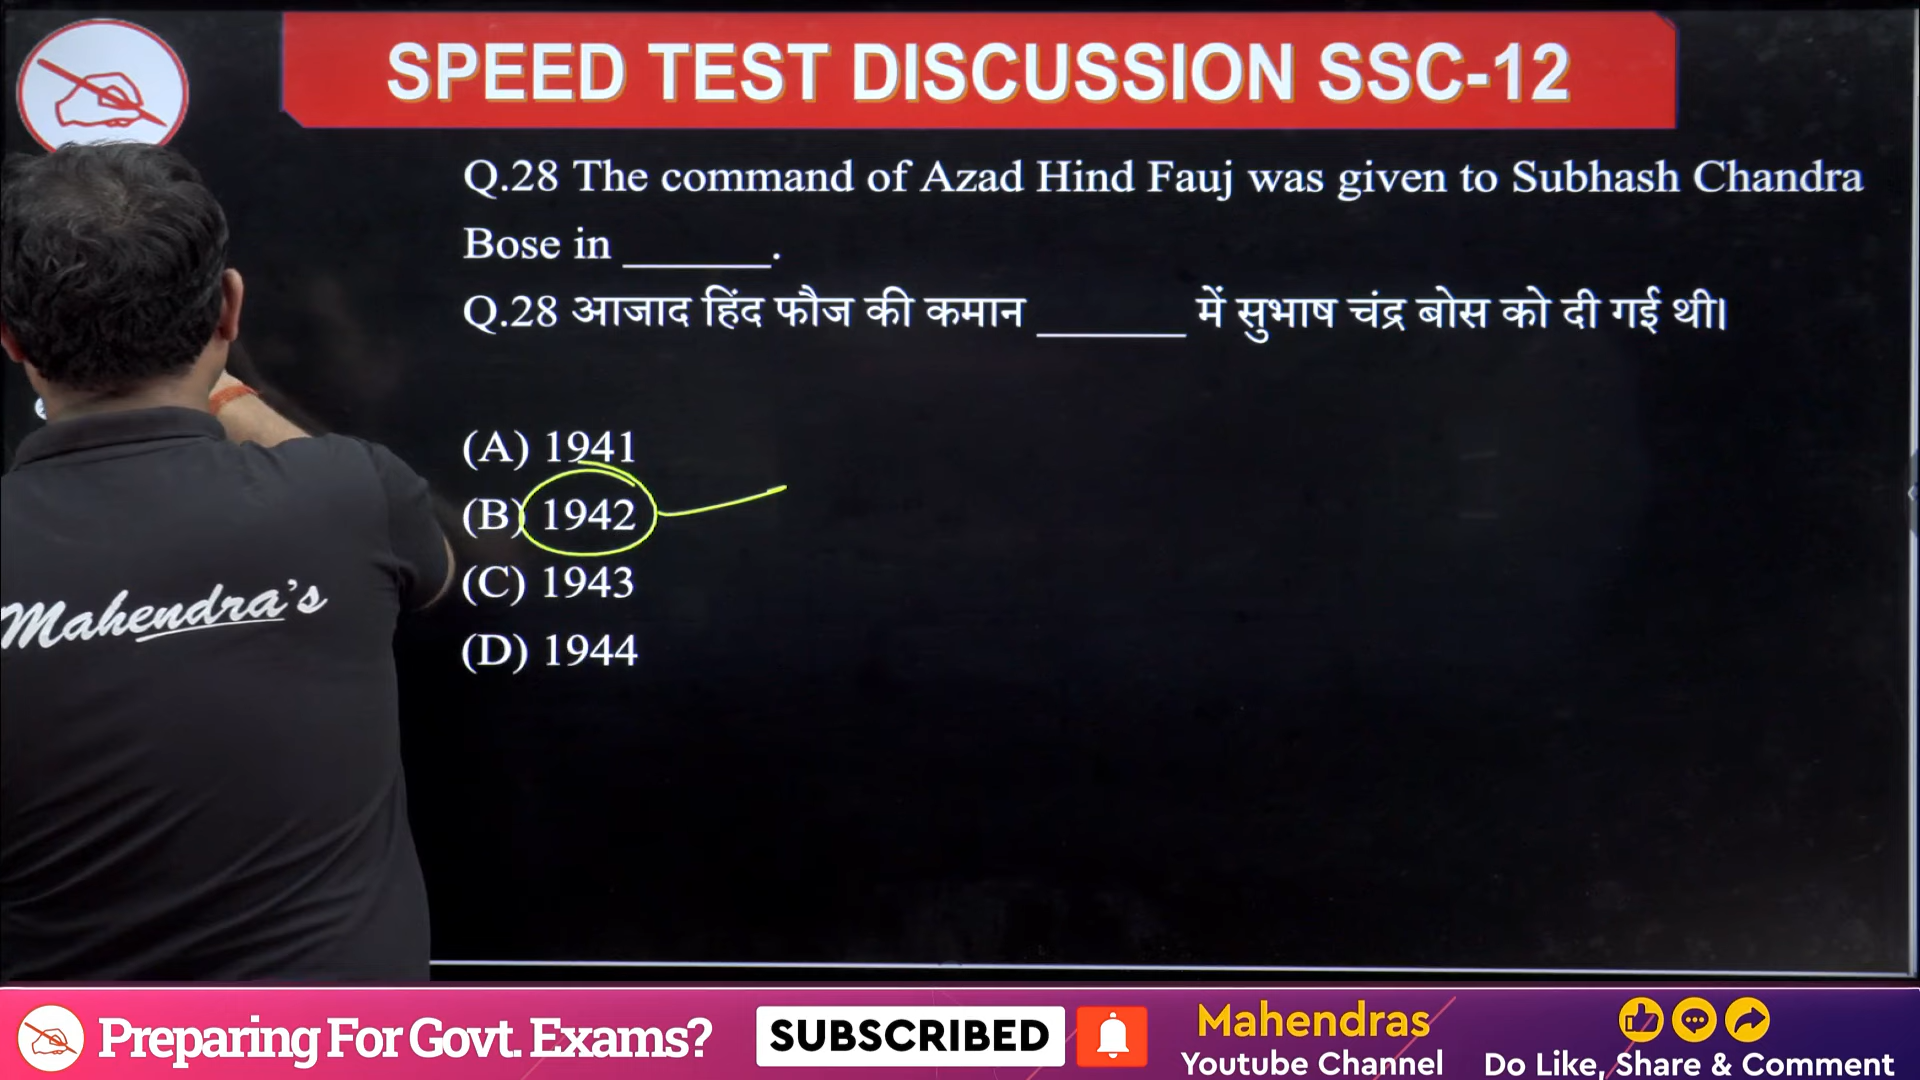 SPEED TEST DISCUSSION SSC-12
Q.28 The command of Azad Hind Fauj was given to Subhash Chandra
Bose in ______.
Q.28 आजाद हिंद फौज की कमान ______ में सुभाष चंद्र बोस को दी गई थी।
(A) 1941
(B) 1942
(C) 1943
(D) 1944
Mahendra's
Preparing For Govt. Exams?
SUBSCRIBED
Mahendras
Youtube Channel
Do Like, Share & Comment